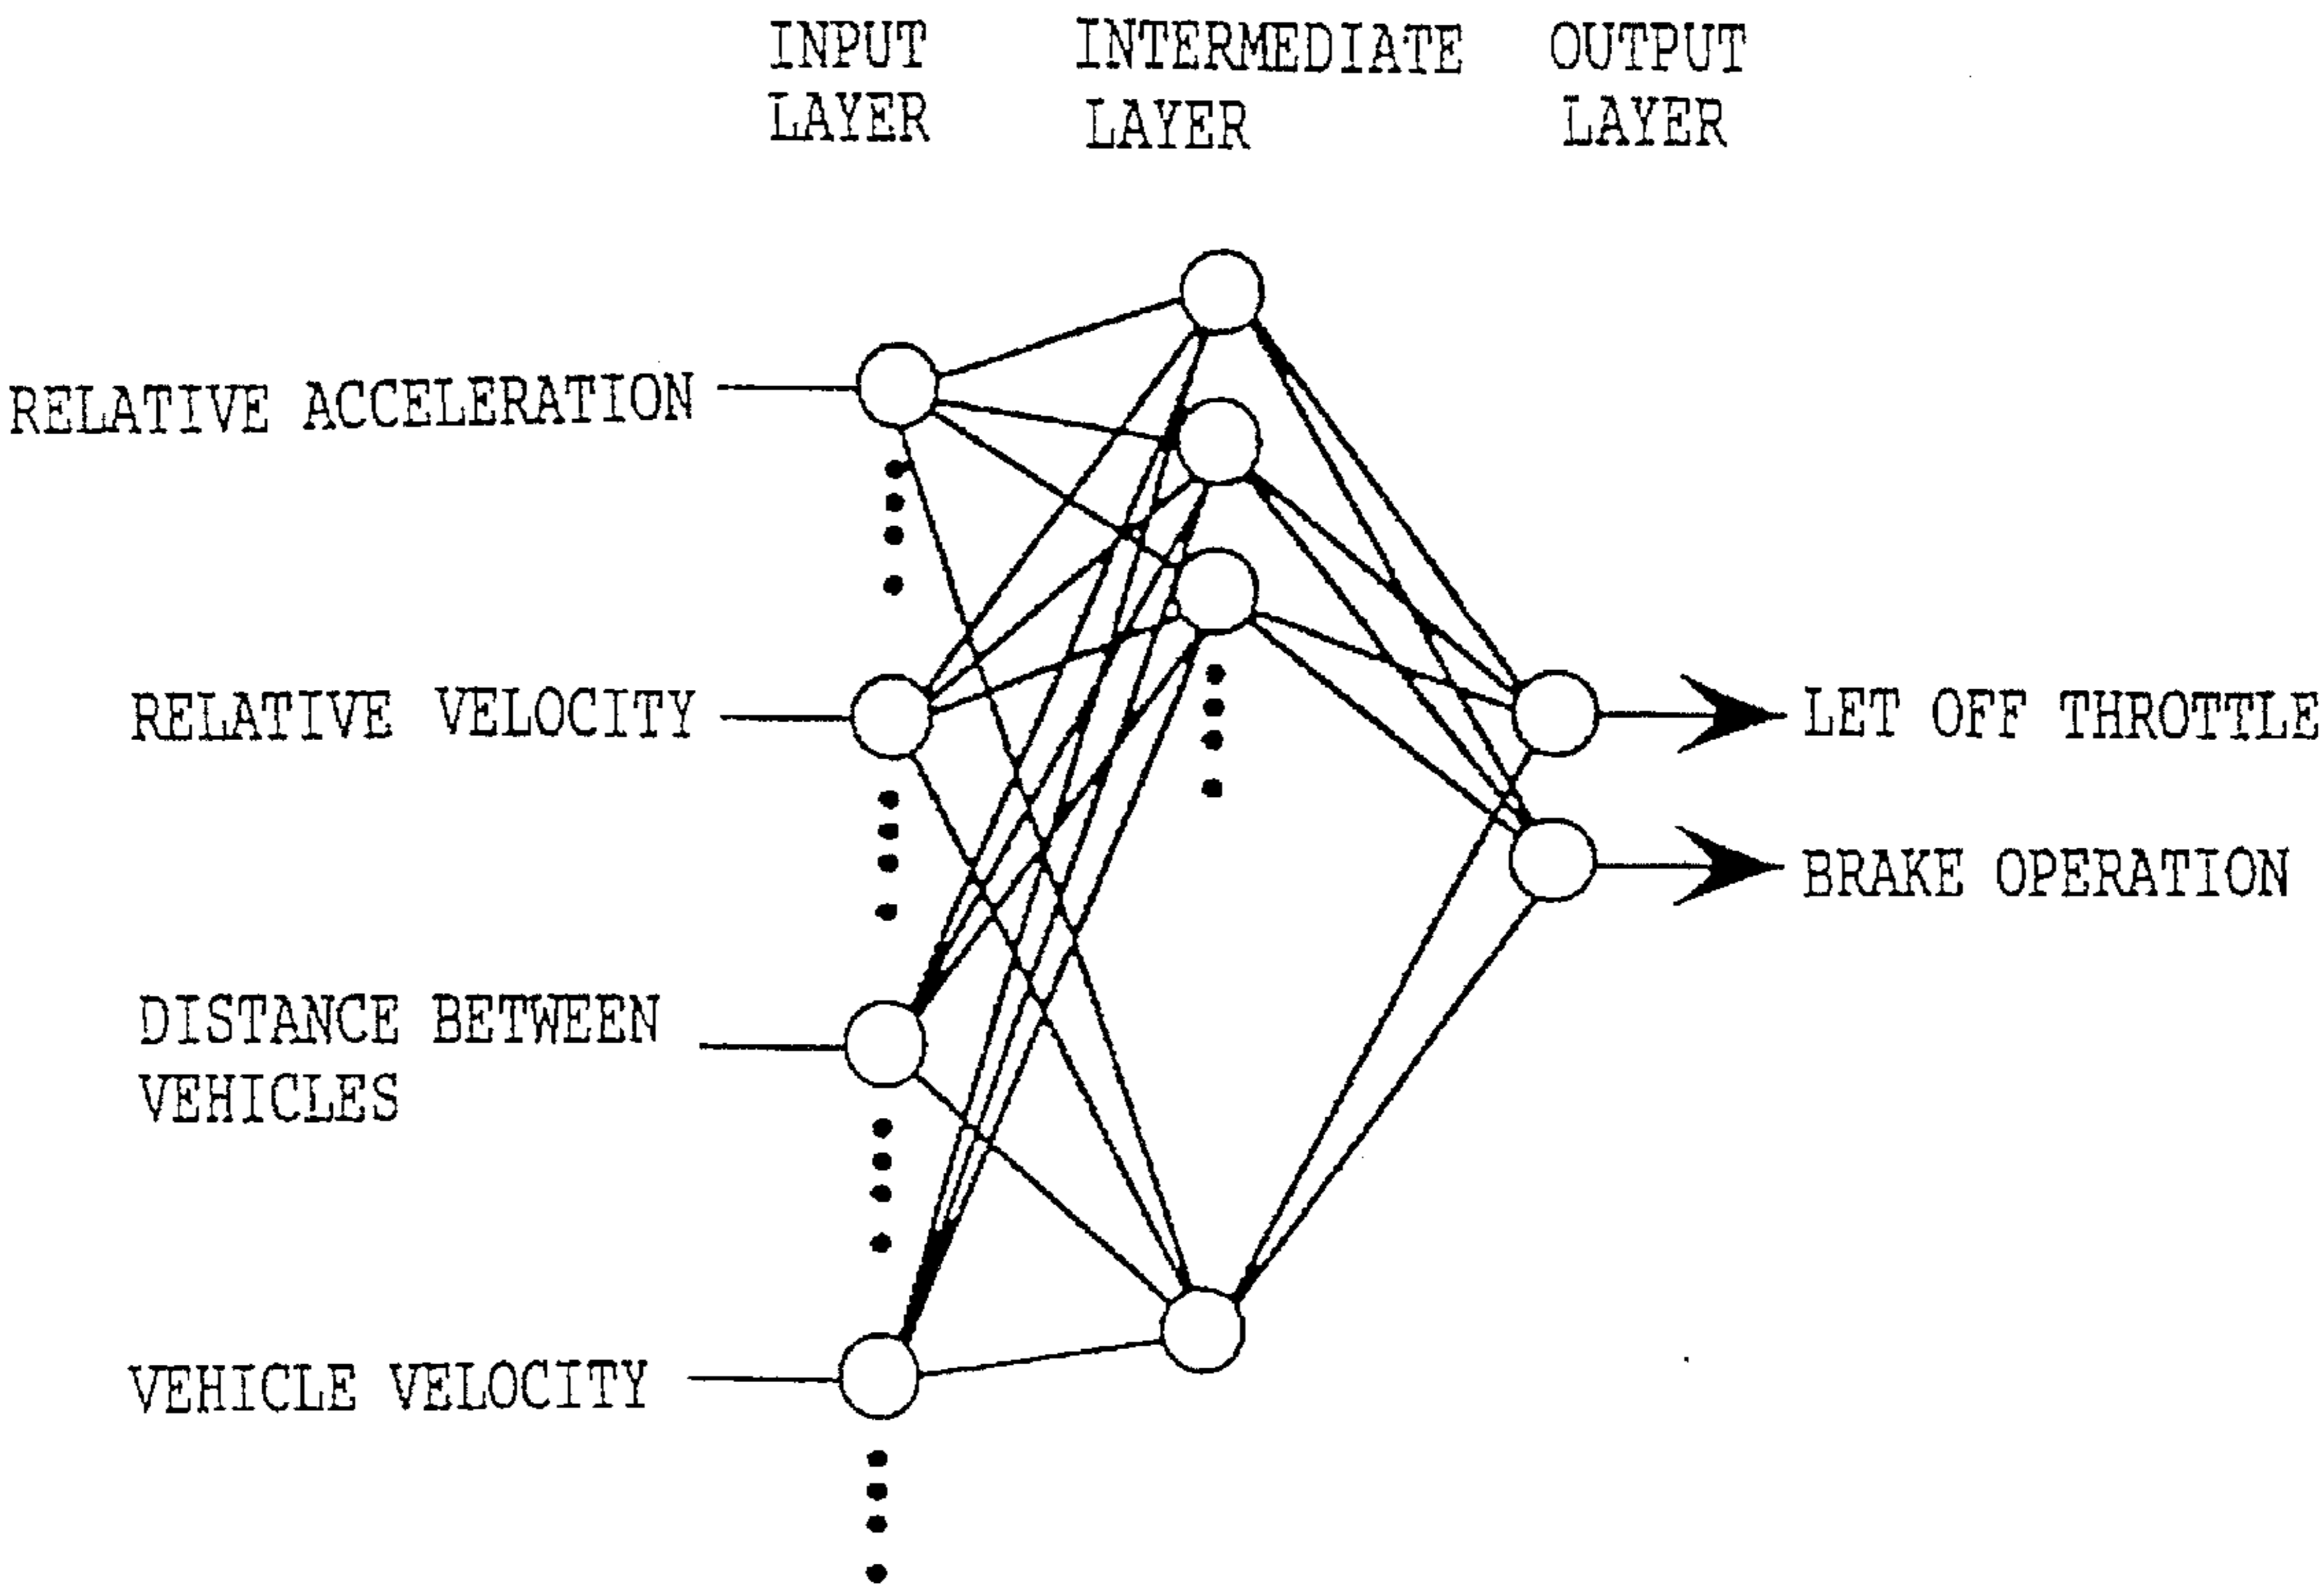 INPUT
LAYER
INTERMEDIATE
LAYER
OUTPUT
LAYER
RELATIVE ACCELERATION
RELATIVE VELOCITY
DISTANCE BETWEEN
VEHICLES
VEHICLE VELOCITY
LET OFF THROTTLE
BRAKE OPERATION